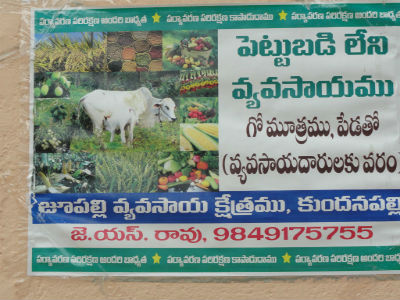 పర్యావరణ పరిరక్షణ అందరి బాధ్యత ★ పర్యావరణ పరిరక్షణ కాపాడుదాము ★ పర్యావరణ పరిరక్షణ అందరి బాధ్యత
పెట్టుబడి లేని
వ్యవసాయము
గో మూత్రము, పేడతో
(వ్యవసాయదారులకు వరం)
జూపల్లి వ్యవసాయ క్షేత్రము, కుందనపల్లి
జె.యస్. రావు, 9849175755
పర్యావరణ పరిరక్షణ అందరి బాధ్యత ★ పర్యావరణ పరిరక్షణ కాపాడుదాము ★ పర్యావరణ పరిరక్షణ అందరి బాధ్యత